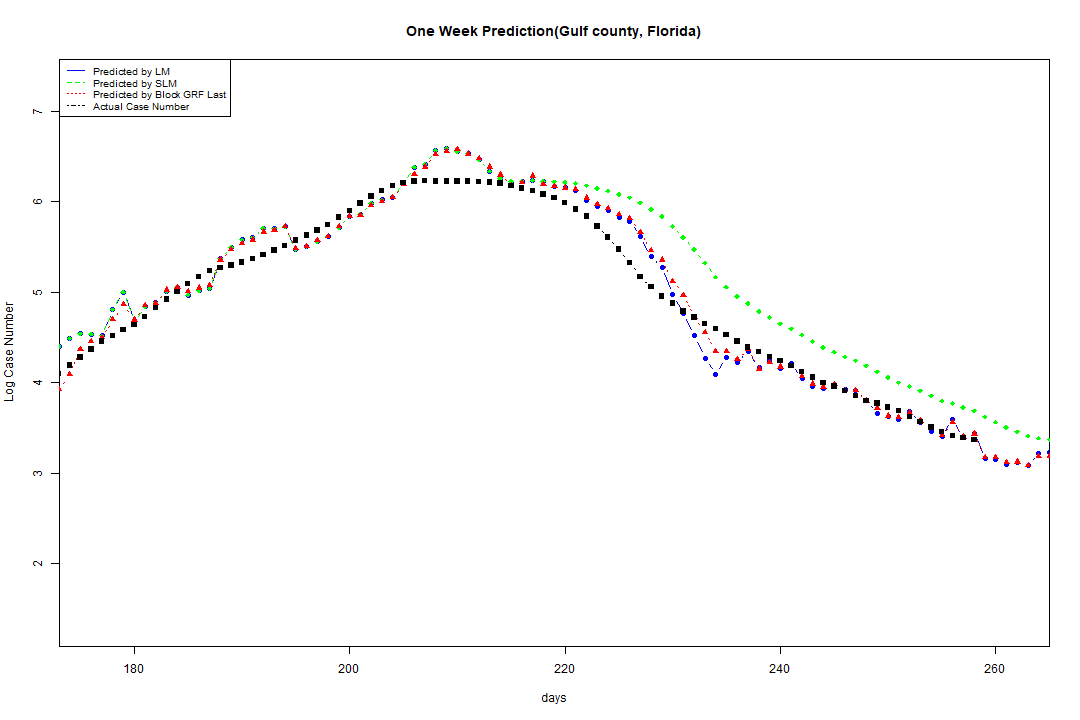 One Week Prediction(Gulf county, Florida)
Predicted by LM
Predicted by SLM
Predicted by Block GRF Last
Actual Case Number
7
6
5
4
3
2
Log Case Number
180 200 220 240 260
days